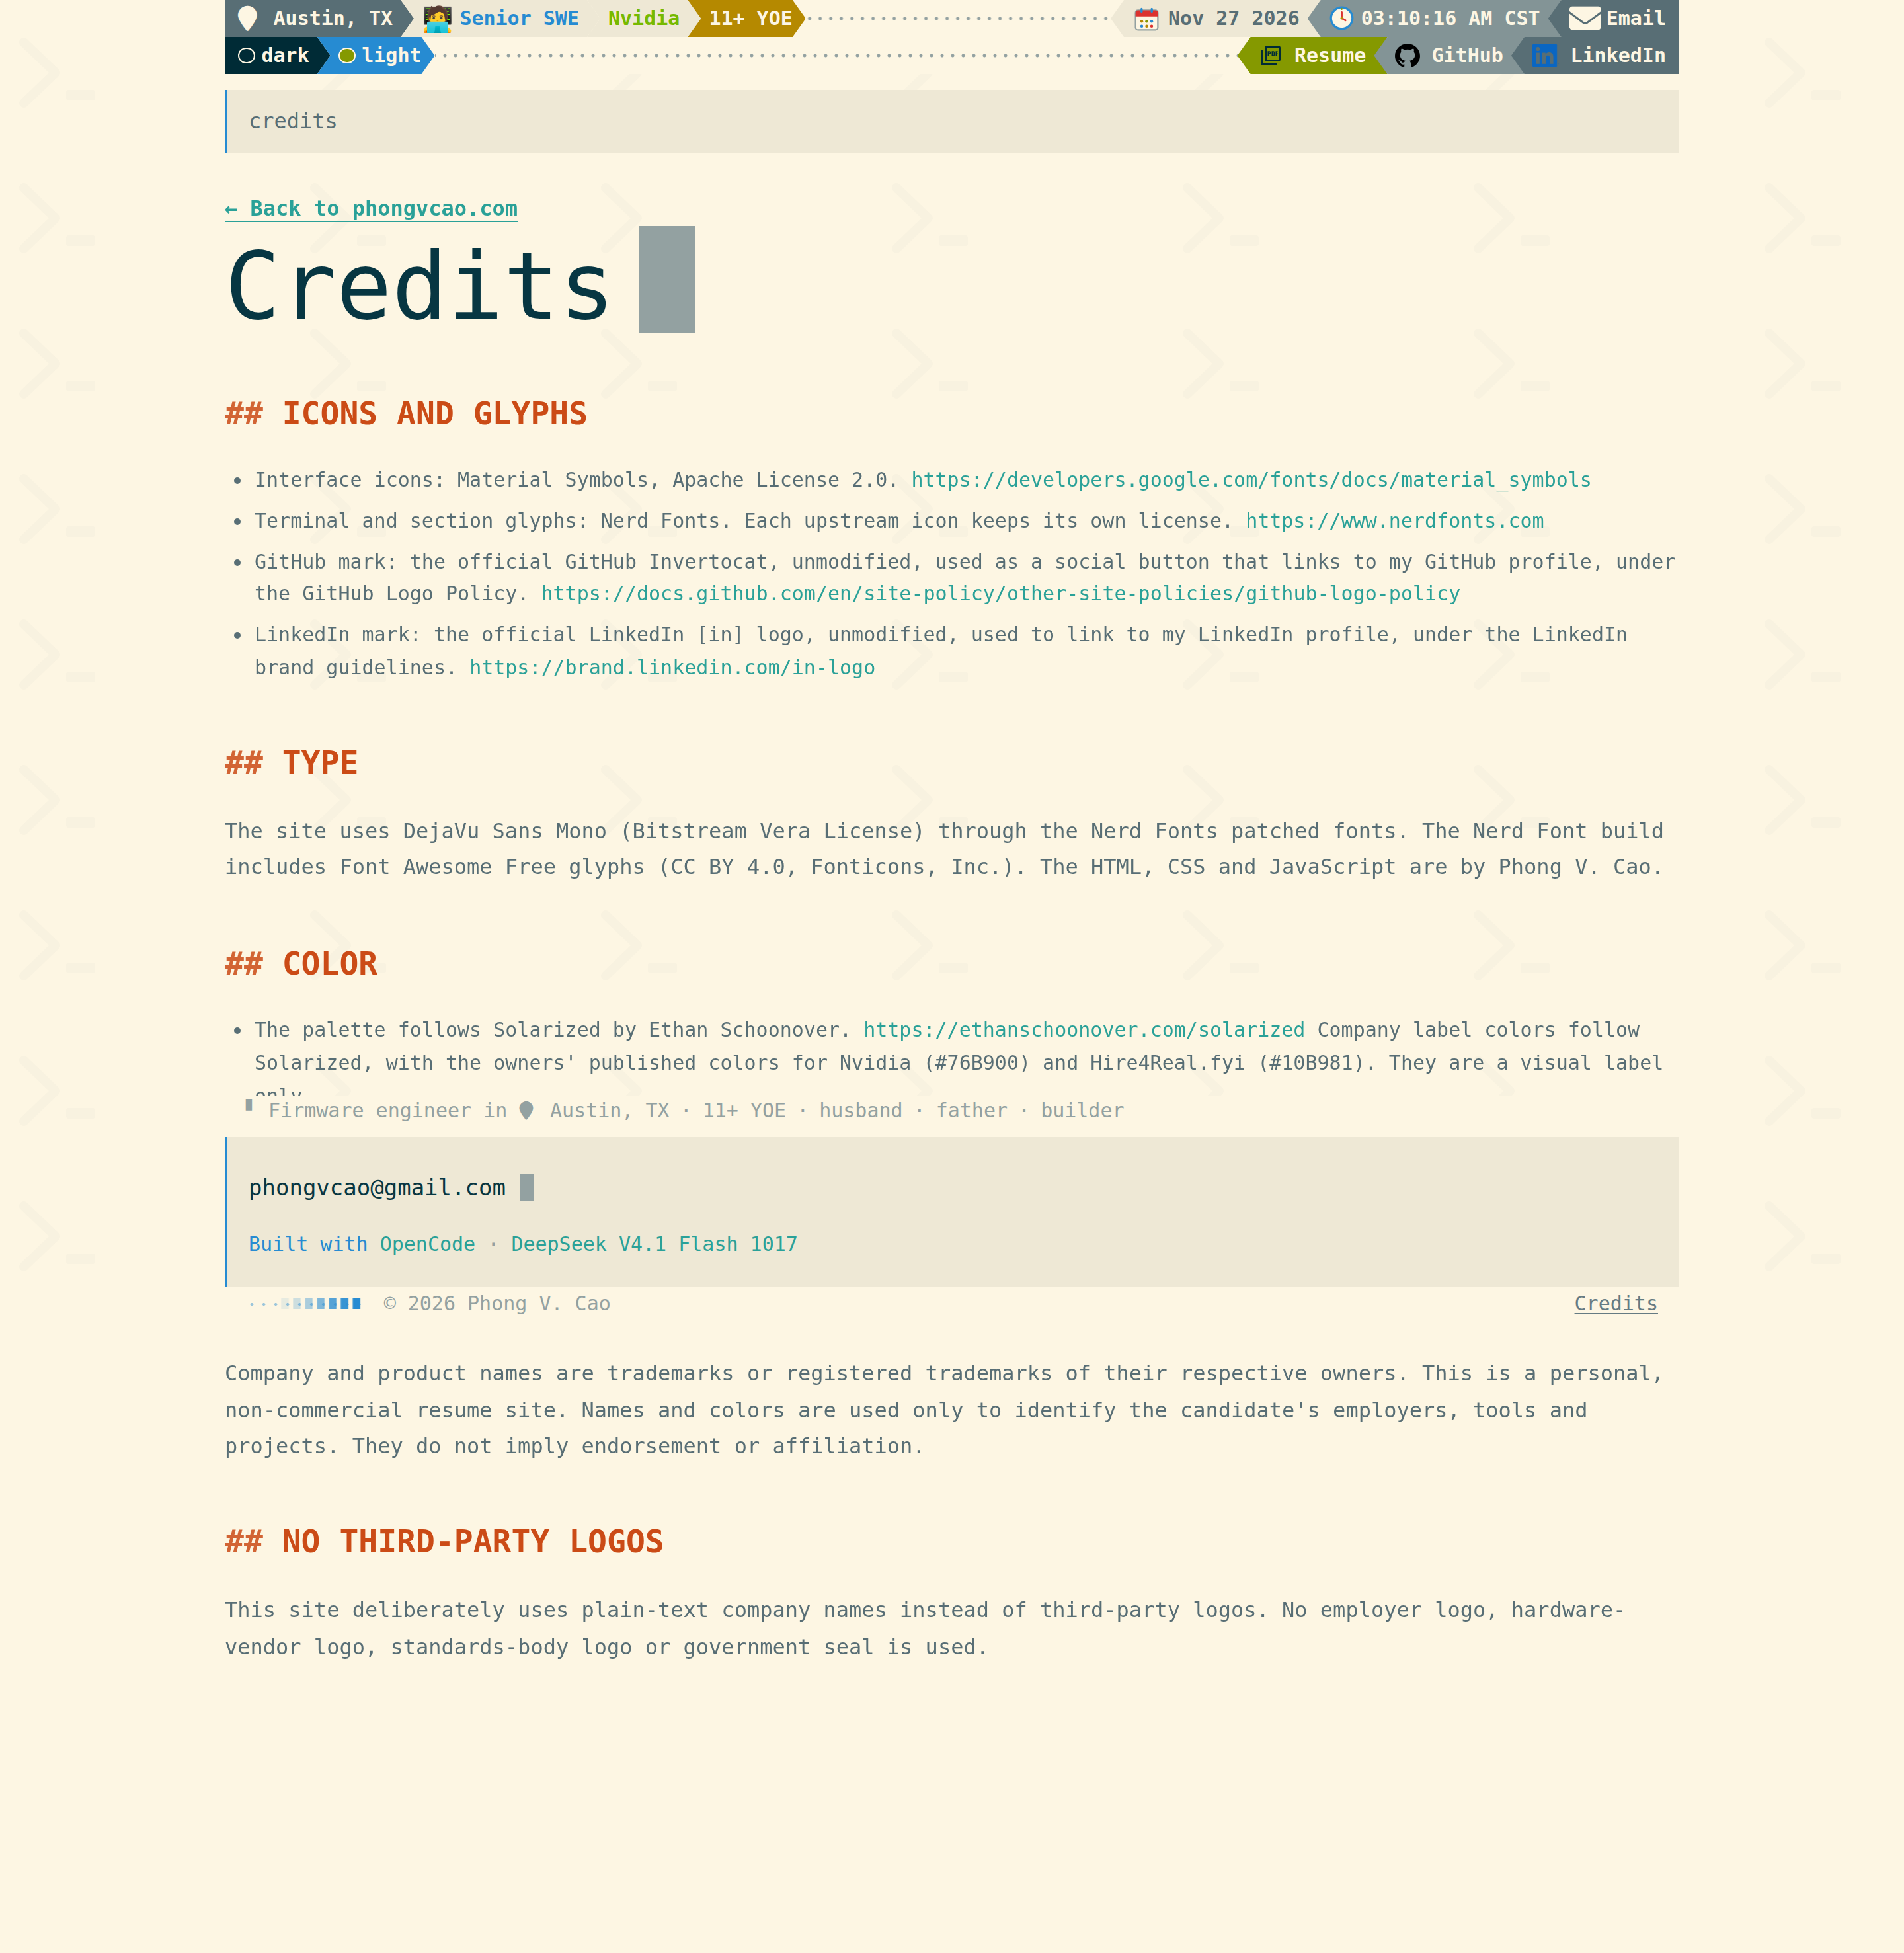 Austin, TX Senior SWE Nvidia 11+ YOE Nov 27 2026 03:10:16 AM CST Email
dark light Resume GitHub LinkedIn
credits
← Back to phongvcao.com
Credits
## ICONS AND GLYPHS
• Interface icons: Material Symbols, Apache License 2.0. https://developers.google.com/fonts/docs/material_symbols
• Terminal and section glyphs: Nerd Fonts. Each upstream icon keeps its own license. https://www.nerdfonts.com
• GitHub mark: the official GitHub Invertocat, unmodified, used as a social button that links to my GitHub profile, under
the GitHub Logo Policy. https://docs.github.com/en/site-policy/other-site-policies/github-logo-policy
• LinkedIn mark: the official LinkedIn [in] logo, unmodified, used to link to my LinkedIn profile, under the LinkedIn
brand guidelines. https://brand.linkedin.com/in-logo
## TYPE
The site uses DejaVu Sans Mono (Bitstream Vera License) through the Nerd Fonts patched fonts. The Nerd Font build
includes Font Awesome Free glyphs (CC BY 4.0, Fonticons, Inc.). The HTML, CSS and JavaScript are by Phong V. Cao.
## COLOR
• The palette follows Solarized by Ethan Schoonover. https://ethanschoonover.com/solarized Company label colors follow
Solarized, with the owners' published colors for Nvidia (#76B900) and Hire4Real.fyi (#10B981). They are a visual label
only.
Firmware engineer in Austin, TX · 11+ YOE · husband · father · builder
phongvcao@gmail.com
Built with OpenCode · DeepSeek V4.1 Flash 1017
© 2026 Phong V. Cao Credits
Company and product names are trademarks or registered trademarks of their respective owners. This is a personal,
non-commercial resume site. Names and colors are used only to identify the candidate's employers, tools and
projects. They do not imply endorsement or affiliation.
## NO THIRD-PARTY LOGOS
This site deliberately uses plain-text company names instead of third-party logos. No employer logo, hardware-
vendor logo, standards-body logo or government seal is used.